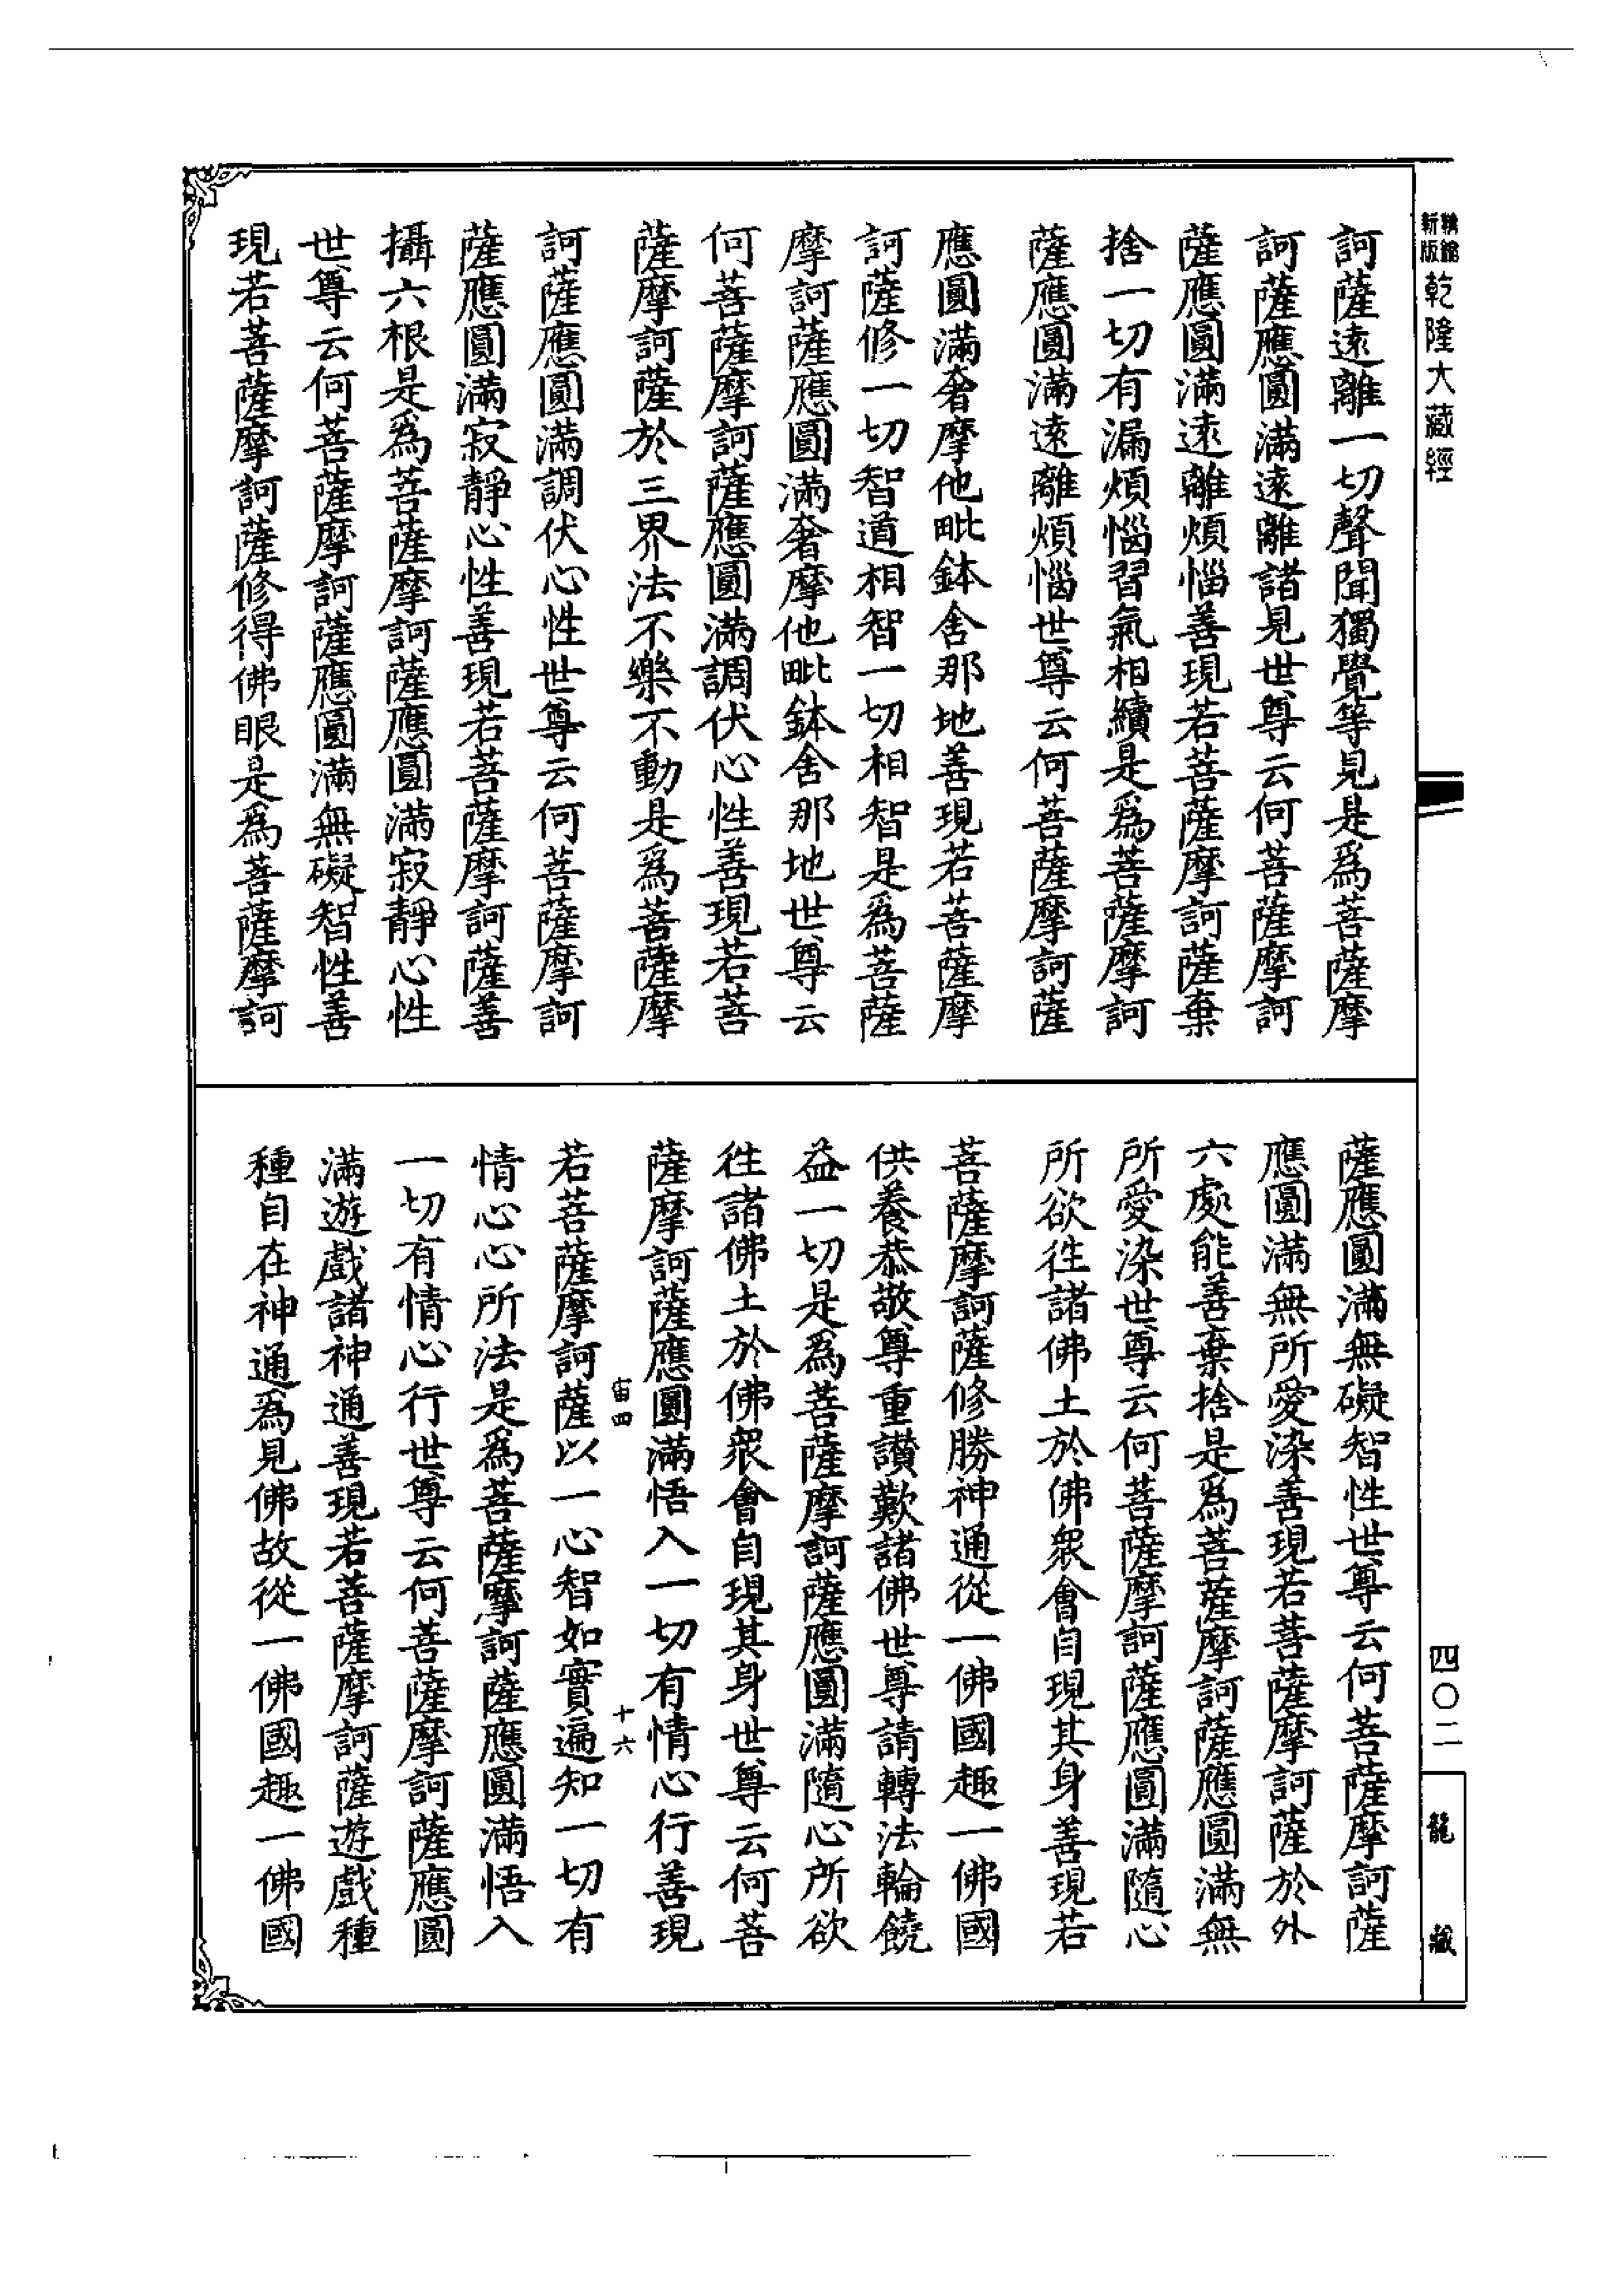 新版
精縮
乾隆大藏經
訶薩遠離一切聲聞獨覺等見是爲菩薩摩
訶薩應圓滿遠離諸見世尊云何菩薩摩訶
薩應圓滿遠離煩惱善現若菩薩摩訶薩棄
捨一切有漏煩惱習氣相續是爲菩薩摩訶
薩應圓滿遠離煩惱世尊云何菩薩摩訶薩
應圓滿奢摩他毗鉢舍那地善現若菩薩摩
訶薩修一切智道相智一切相智是爲菩薩
摩訶薩應圓滿奢摩他毗鉢舍那地世尊云
何菩薩摩訶薩應圓滿調伏心性善現若菩
薩摩訶薩於三界法不樂不動是爲菩薩摩
訶薩應圓滿調伏心性世尊云何菩薩摩訶
薩應圓滿寂靜心性善現若菩薩摩訶薩善
攝六根是爲菩薩摩訶薩應圓滿寂靜心性
世尊云何菩薩摩訶薩應圓滿無礙智性善
現若菩薩摩訶薩修得佛眼是爲菩薩摩訶
薩應圓滿無礙智性世尊云何菩薩摩訶薩
應圓滿無所愛染善現若菩薩摩訶薩於外
六處能善棄捨是爲菩薩摩訶薩應圓滿無
所愛染世尊云何菩薩摩訶薩應圓滿隨心
所欲往諸佛土於佛衆會自現其身善現若
菩薩摩訶薩修勝神通從一佛國趣一佛國
供養恭敬尊重讚歎諸佛世尊請轉法輪饒
益一切是爲菩薩摩訶薩應圓滿隨心所欲
往諸佛土於佛衆會自現其身世尊云何菩
薩摩訶薩應圓滿悟入一切有情心行善現
宙四
十六
若菩薩摩訶薩以一心智如實遍知一切有
情心心所法是爲菩薩摩訶薩應圓滿悟入
一切有情心行世尊云何菩薩摩訶薩應圓
滿遊戲諸神通善現若菩薩摩訶薩遊戲種
種自在神通爲見佛故從一佛國趣一佛國
四〇二
龍藏